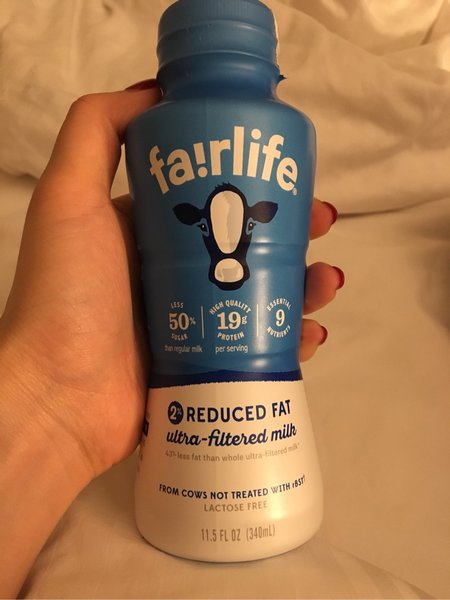 fa!rlife®
LESS
50%
SUGAR
than regular milk
HIGH QUALITY
19g
PROTEIN
per serving
ESSENTIAL
9
NUTRIENTS
2% REDUCED FAT
ultra-filtered milk
43% less fat than whole ultra-filtered milk*
FROM COWS NOT TREATED WITH rBST†
LACTOSE FREE
11.5 FL OZ (340mL)